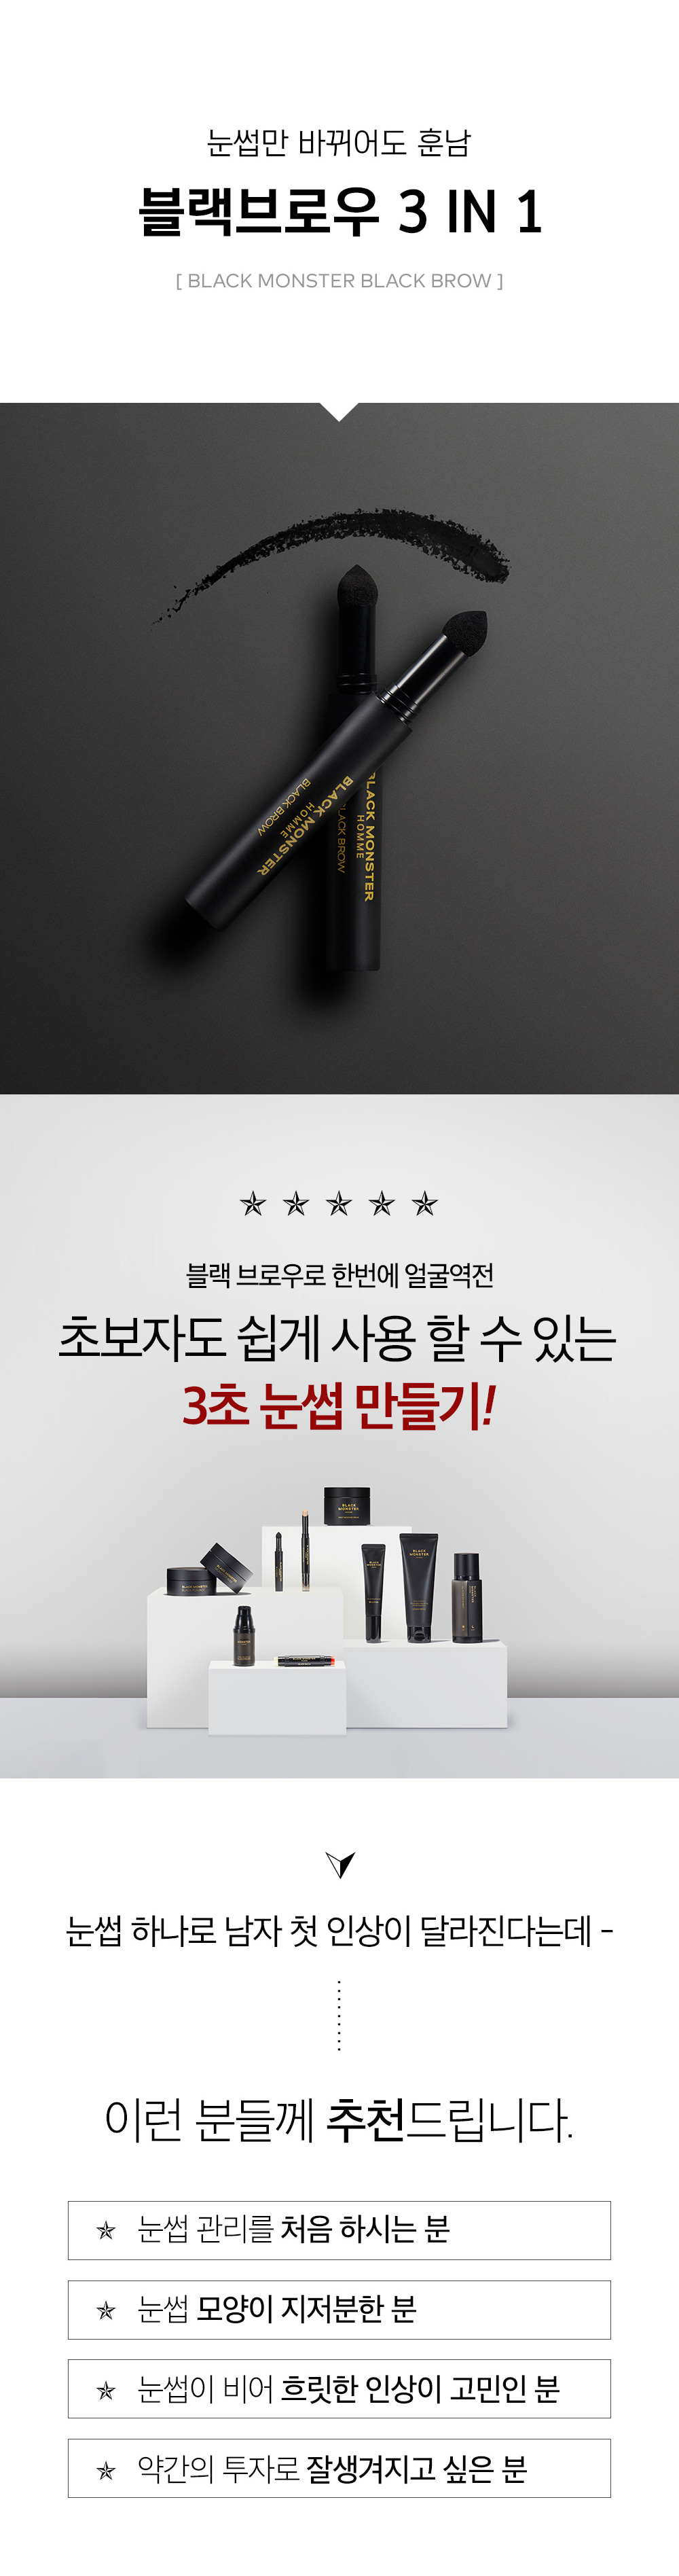 눈썹만 바뀌어도 훈남
블랙브로우 3 IN 1
[ BLACK MONSTER BLACK BROW ]
BLACK MONSTER
HOMME
BLACK BROW
BLACK MONSTER
HOMME
BLACK BROW
블랙 브로우로 한번에 얼굴역전
초보자도 쉽게 사용 할 수 있는
3초 눈썹 만들기!
BLACK
MONSTER
BLACK
MONSTER
눈썹 하나로 남자 첫 인상이 달라진다는데 -
이런 분들께 추천드립니다.
눈썹 관리를 처음 하시는 분
눈썹 모양이 지저분한 분
눈썹이 비어 흐릿한 인상이 고민인 분
약간의 투자로 잘생겨지고 싶은 분